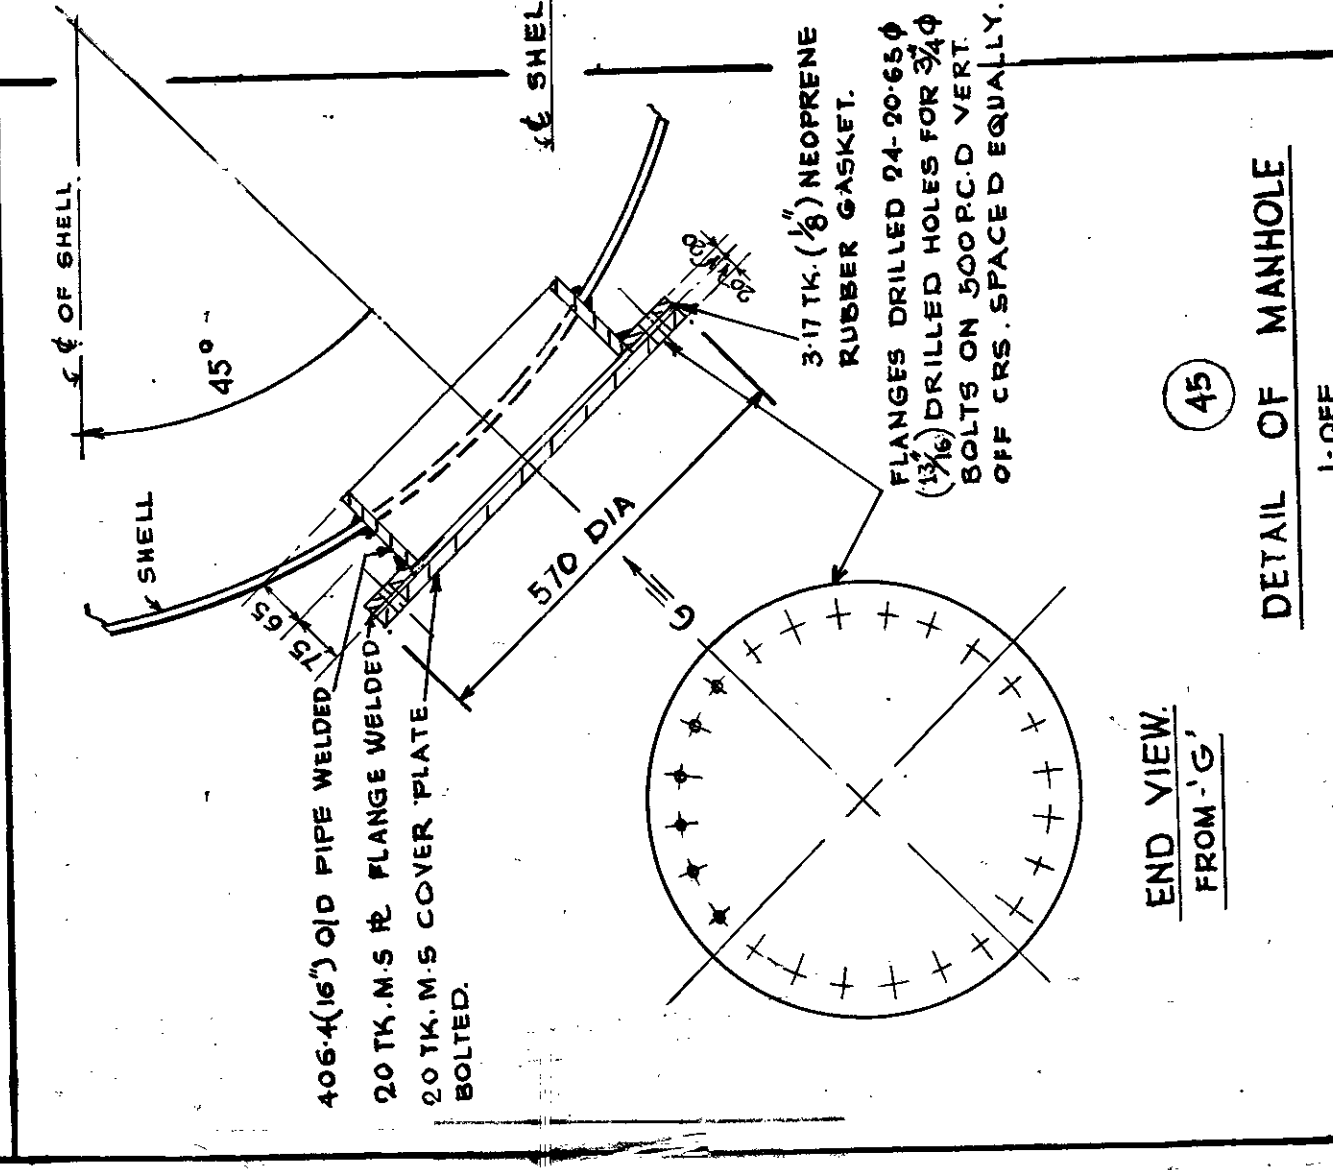 ℄ OF SHELL
45°
SHELL
℄ SHEL
65
75
20
20
3·17 TK. (1/8") NEOPRENE
RUBBER GASKET.
FLANGES DRILLED 24-20·65φ
(13/16") DRILLED HOLES FOR 3/4"φ
BOLTS ON 500 P.C.D VERT.
OFF CRS. SPACED EQUALLY.
570 DIA
G
406·4(16") O/D PIPE WELDED
20 TK. M·S ℞ FLANGE WELDED
20 TK. M·S COVER PLATE
BOLTED.
END VIEW.
FROM-'G'
45
DETAIL OF MANHOLE
1-OFF